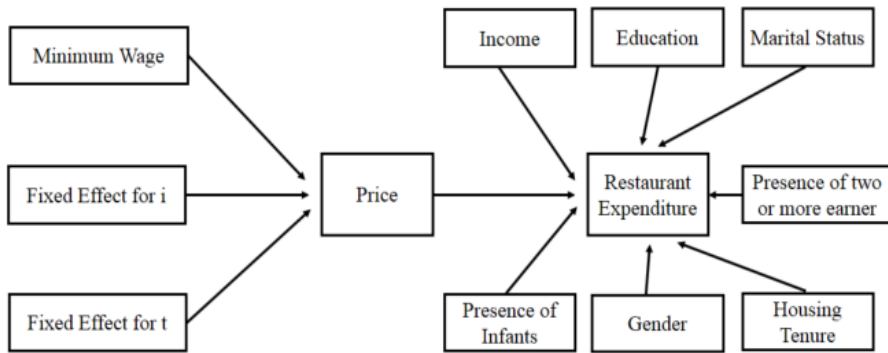 Minimum Wage
Income
Education
Marital Status
Fixed Effect for i
Price
Restaurant
Expenditure
Presence of two
or more earner
Fixed Effect for t
Presence of
Infants
Gender
Housing
Tenure